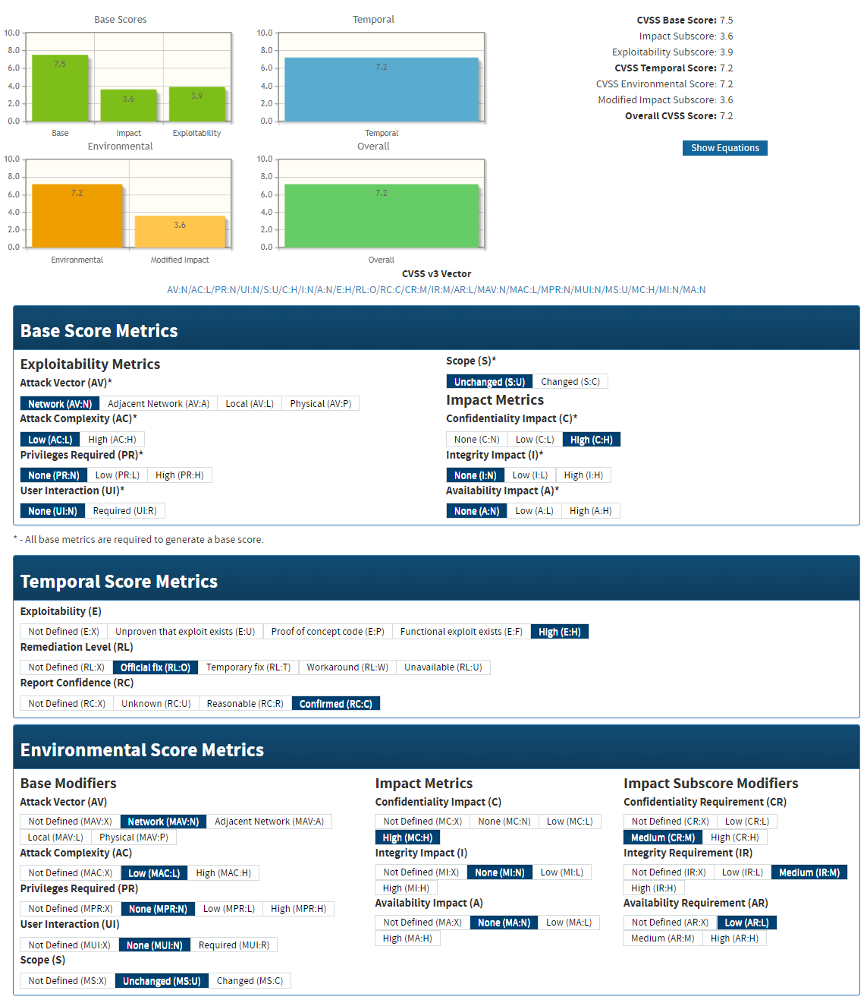 Base Scores
10.0
8.0
6.0
4.0
2.0
0.0
7.5
3.6
3.9
Base Impact Exploitability
Temporal
10.0
8.0
6.0
4.0
2.0
0.0
7.2
Temporal
CVSS Base Score: 7.5
Impact Subscore: 3.6
Exploitability Subscore: 3.9
CVSS Temporal Score: 7.2
CVSS Environmental Score: 7.2
Modified Impact Subscore: 3.6
Overall CVSS Score: 7.2
Show Equations
Environmental
10.0
8.0
6.0
4.0
2.0
0.0
7.2
3.6
Environmental Modified Impact
Overall
10.0
8.0
6.0
4.0
2.0
0.0
7.2
Overall
CVSS v3 Vector
AV:N/AC:L/PR:N/UI:N/S:U/C:H/I:N/A:N/E:H/RL:O/RC:C/CR:M/IR:M/AR:L/MAV:N/MAC:L/MPR:N/MUI:N/MS:U/MC:H/MI:N/MA:N
Base Score Metrics
Exploitability Metrics
Attack Vector (AV)*
Network (AV:N) Adjacent Network (AV:A) Local (AV:L) Physical (AV:P)
Attack Complexity (AC)*
Low (AC:L) High (AC:H)
Privileges Required (PR)*
None (PR:N) Low (PR:L) High (PR:H)
User Interaction (UI)*
None (UI:N) Required (UI:R)
Scope (S)*
Unchanged (S:U) Changed (S:C)
Impact Metrics
Confidentiality Impact (C)*
None (C:N) Low (C:L) High (C:H)
Integrity Impact (I)*
None (I:N) Low (I:L) High (I:H)
Availability Impact (A)*
None (A:N) Low (A:L) High (A:H)
* - All base metrics are required to generate a base score.
Temporal Score Metrics
Exploitability (E)
Not Defined (E:X) Unproven that exploit exists (E:U) Proof of concept code (E:P) Functional exploit exists (E:F) High (E:H)
Remediation Level (RL)
Not Defined (RL:X) Official fix (RL:O) Temporary fix (RL:T) Workaround (RL:W) Unavailable (RL:U)
Report Confidence (RC)
Not Defined (RC:X) Unknown (RC:U) Reasonable (RC:R) Confirmed (RC:C)
Environmental Score Metrics
Base Modifiers
Attack Vector (AV)
Not Defined (MAV:X) Network (MAV:N) Adjacent Network (MAV:A)
Local (MAV:L) Physical (MAV:P)
Attack Complexity (AC)
Not Defined (MAC:X) Low (MAC:L) High (MAC:H)
Privileges Required (PR)
Not Defined (MPR:X) None (MPR:N) Low (MPR:L) High (MPR:H)
User Interaction (UI)
Not Defined (MUI:X) None (MUI:N) Required (MUI:R)
Scope (S)
Not Defined (MS:X) Unchanged (MS:U) Changed (MS:C)
Impact Metrics
Confidentiality Impact (C)
Not Defined (MC:X) None (MC:N) Low (MC:L)
High (MC:H)
Integrity Impact (I)
Not Defined (MI:X) None (MI:N) Low (MI:L)
High (MI:H)
Availability Impact (A)
Not Defined (MA:X) None (MA:N) Low (MA:L)
High (MA:H)
Impact Subscore Modifiers
Confidentiality Requirement (CR)
Not Defined (CR:X) Low (CR:L)
Medium (CR:M) High (CR:H)
Integrity Requirement (IR)
Not Defined (IR:X) Low (IR:L) Medium (IR:M)
High (IR:H)
Availability Requirement (AR)
Not Defined (AR:X) Low (AR:L)
Medium (AR:M) High (AR:H)